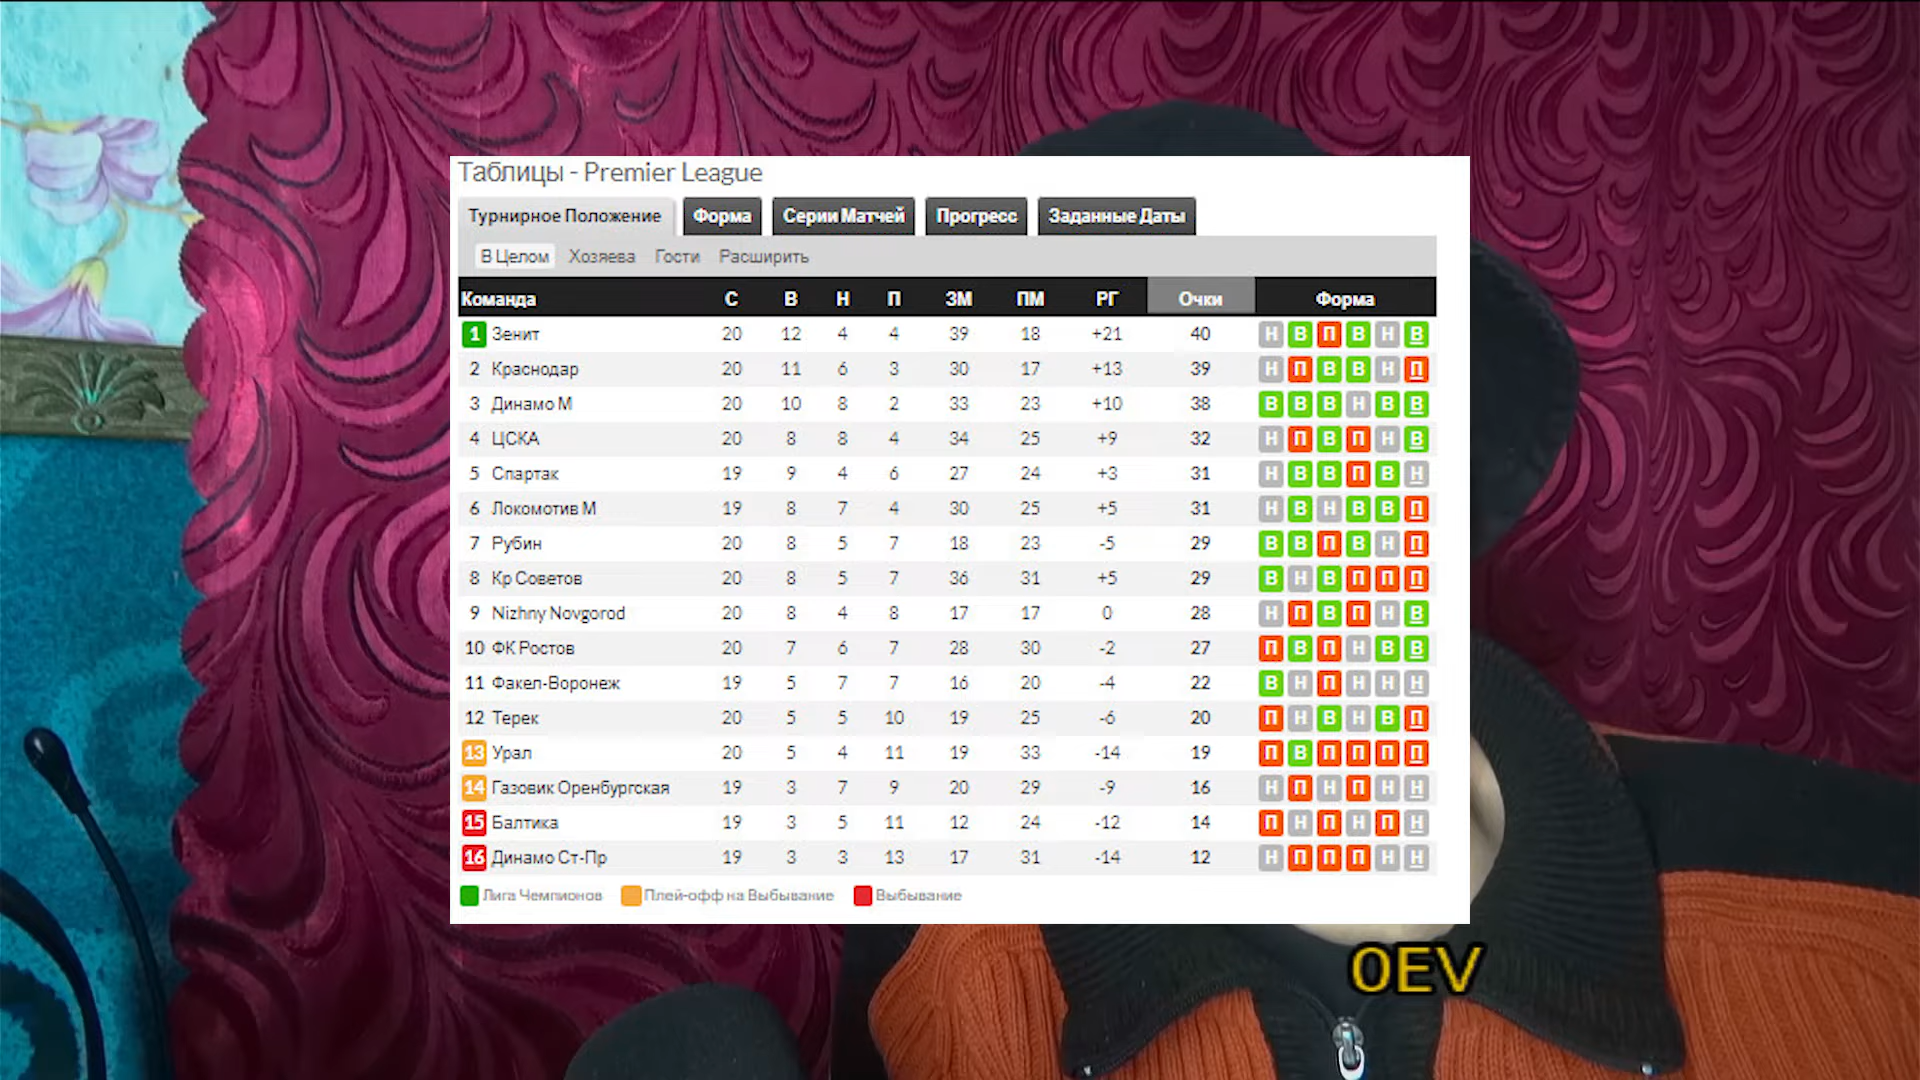 Таблицы - Premier League
Турнирное Положение Форма Серии Матчей Прогресс Заданные Даты
В Целом Хозяева Гости Расширить
Команда С В Н П ЗМ ПМ РГ Очки Форма
1 Зенит 20 12 4 4 39 18 +21 40 Н В П В Н В
2 Краснодар 20 11 6 3 30 17 +13 39 Н П В В Н П
3 Динамо М 20 10 8 2 33 23 +10 38 В В В Н В В
4 ЦСКА 20 8 8 4 34 25 +9 32 Н П В П Н В
5 Спартак 19 9 4 6 27 24 +3 31 Н В В П В Н
6 Локомотив М 19 8 7 4 30 25 +5 31 Н В Н В В П
7 Рубин 20 8 5 7 18 23 -5 29 В В П В Н П
8 Кр Советов 20 8 5 7 36 31 +5 29 В Н В П П П
9 Nizhny Novgorod 20 8 4 8 17 17 0 28 Н П В П Н В
10 ФК Ростов 20 7 6 7 28 30 -2 27 П В П Н В В
11 Факел-Воронеж 19 5 7 7 16 20 -4 22 В Н П Н Н Н
12 Терек 20 5 5 10 19 25 -6 20 П Н В Н В П
13 Урал 20 5 4 11 19 33 -14 19 П В П П П П
14 Газовик Оренбургская 19 3 7 9 20 29 -9 16 Н П Н П Н Н
15 Балтика 19 3 5 11 12 24 -12 14 П Н П Н П Н
16 Динамо Ст-Пр 19 3 3 13 17 31 -14 12 Н П П П Н Н
Лига Чемпионов Плей-офф на Выбывание Выбывание
OEV